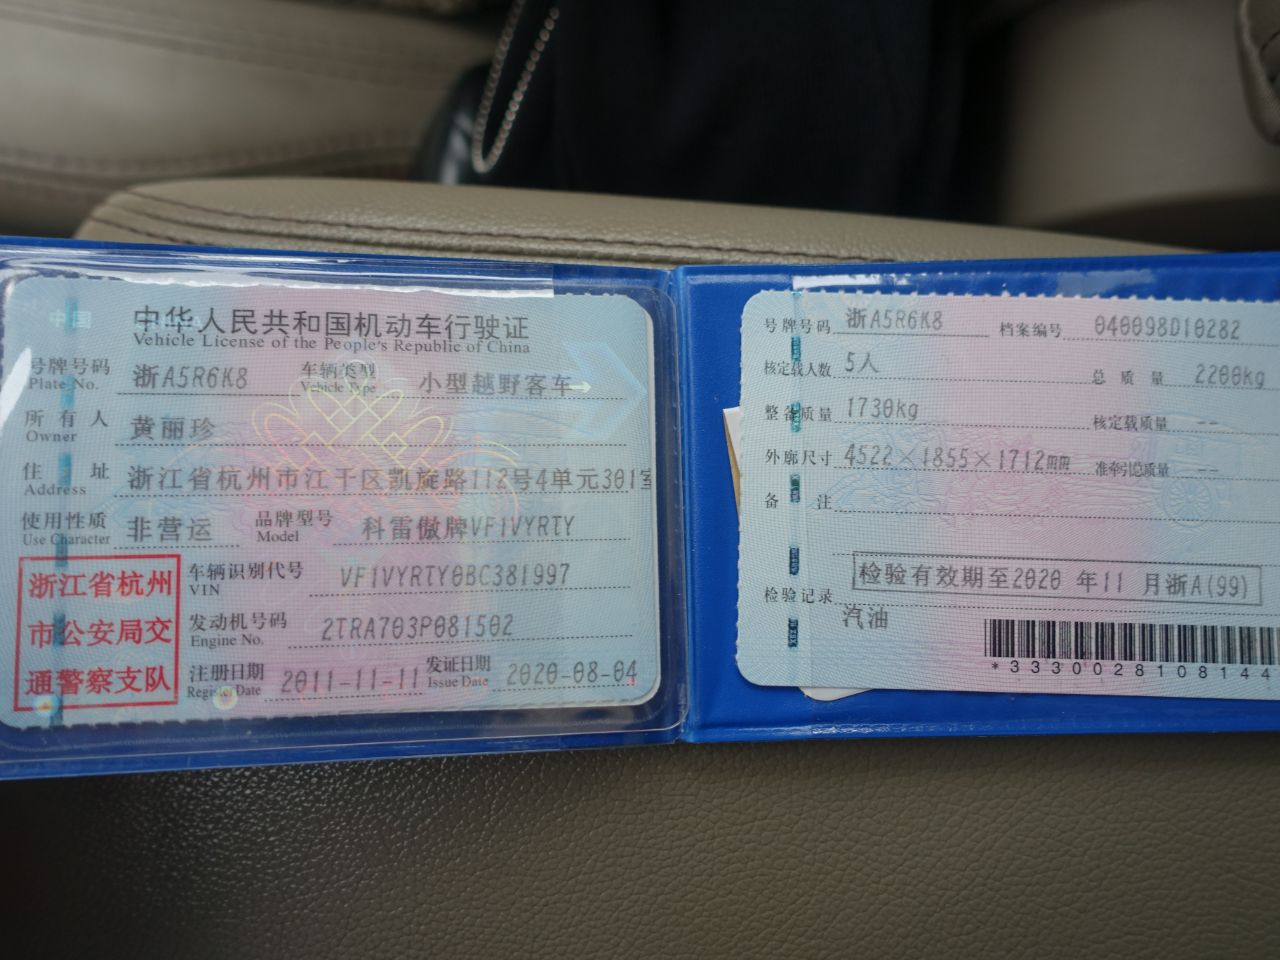 中国
中华人民共和国机动车行驶证
Vehicle License of the People's Republic of China
号牌号码 浙A5R6K8 车辆类型 小型越野客车
Plate No. Vehicle Type
所有人 黄丽珍
Owner
住址 浙江省杭州市江干区凯旋路112号4单元301室
Address
使用性质 非营运 品牌型号 科雷傲牌VF1VYRTY
Use Character Model
浙江省杭州
市公安局交
通警察支队
车辆识别代号 VF1VYRTY0BC381997
VIN
发动机号码 2TRA703P081502
Engine No.
注册日期 2011-11-11 发证日期 2020-08-04
Register Date Issue Date
号牌号码 浙A5R6K8 档案编号 040098D10282
核定载人数 5人 总质量 2200kg
整备质量 1730kg 核定载质量 --
外廓尺寸 4522×1855×1712mm 准牵引总质量 --
备注
检验有效期至2020 年11 月浙A(99)
检验记录
汽油
*3330028108144